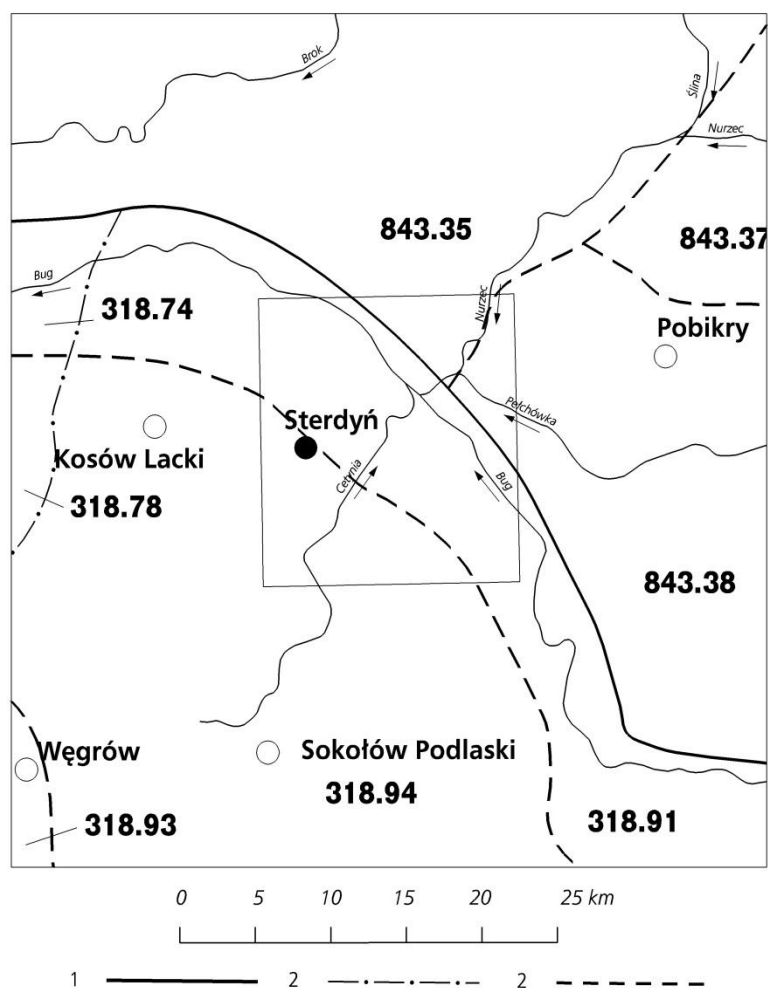 Brok
Ślina
Nurzec
843.35
843.37
Bug
318.74
Nurzec
Pobikry
Sterdyń
Pełchówka
Kosów Lacki
Cetynia
Bug
318.78
843.38
Węgrów
Sokołów Podlaski
318.94
318.93
318.91
0 5 10 15 20 25 km
1 2 2